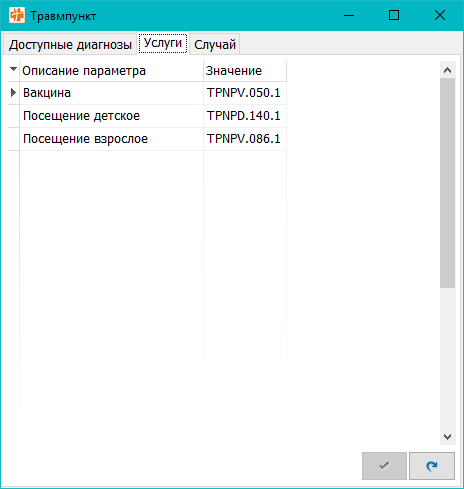 Травмпункт
Доступные диагнозы Услуги Случай
Описание параметра Значение
Вакцина TPNPV.050.1
Посещение детское TPNPD.140.1
Посещение взрослое TPNPV.086.1